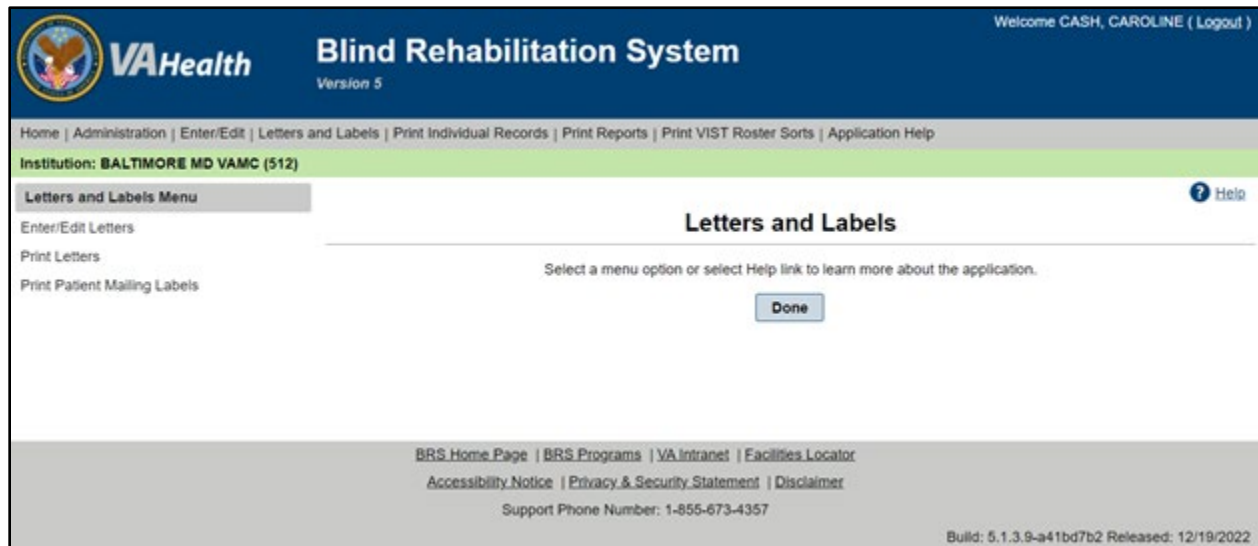 Welcome CASH, CAROLINE ( Logout )
VAHealth
Blind Rehabilitation System
Version 5
Home | Administration | Enter/Edit | Letters and Labels | Print Individual Records | Print Reports | Print VIST Roster Sorts | Application Help
Institution: BALTIMORE MD VAMC (512)
Letters and Labels Menu
Enter/Edit Letters
Print Letters
Print Patient Mailing Labels
? Help
Letters and Labels
Select a menu option or select Help link to learn more about the application.
Done
BRS Home Page | BRS Programs | VA Intranet | Facilities Locator
Accessibility Notice | Privacy & Security Statement | Disclaimer
Support Phone Number: 1-855-673-4357
Build: 5.1.3.9-a41bd7b2 Released: 12/19/2022